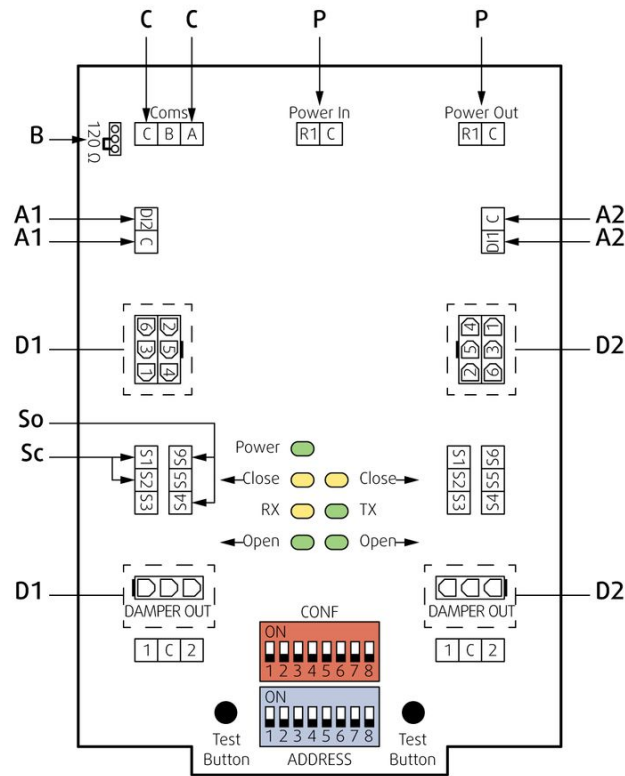 C C P P
Coms Power In Power Out
B 120 Ω C B A R1 C R1 C
A1 DI2 C A2
A1 C DI1 A2
D1 6 2 4 1 D2
3 5 5 3
1 4 2 6
So
Sc S1 S6 Power S1 S6
S2 S5 Close Close S2 S5
S3 S4 RX TX S3 S4
Open Open
D1 DAMPER OUT DAMPER OUT D2
CONF
1 C 2 ON 1 C 2
1 2 3 4 5 6 7 8
ON
1 2 3 4 5 6 7 8
Test Button ADDRESS Test Button